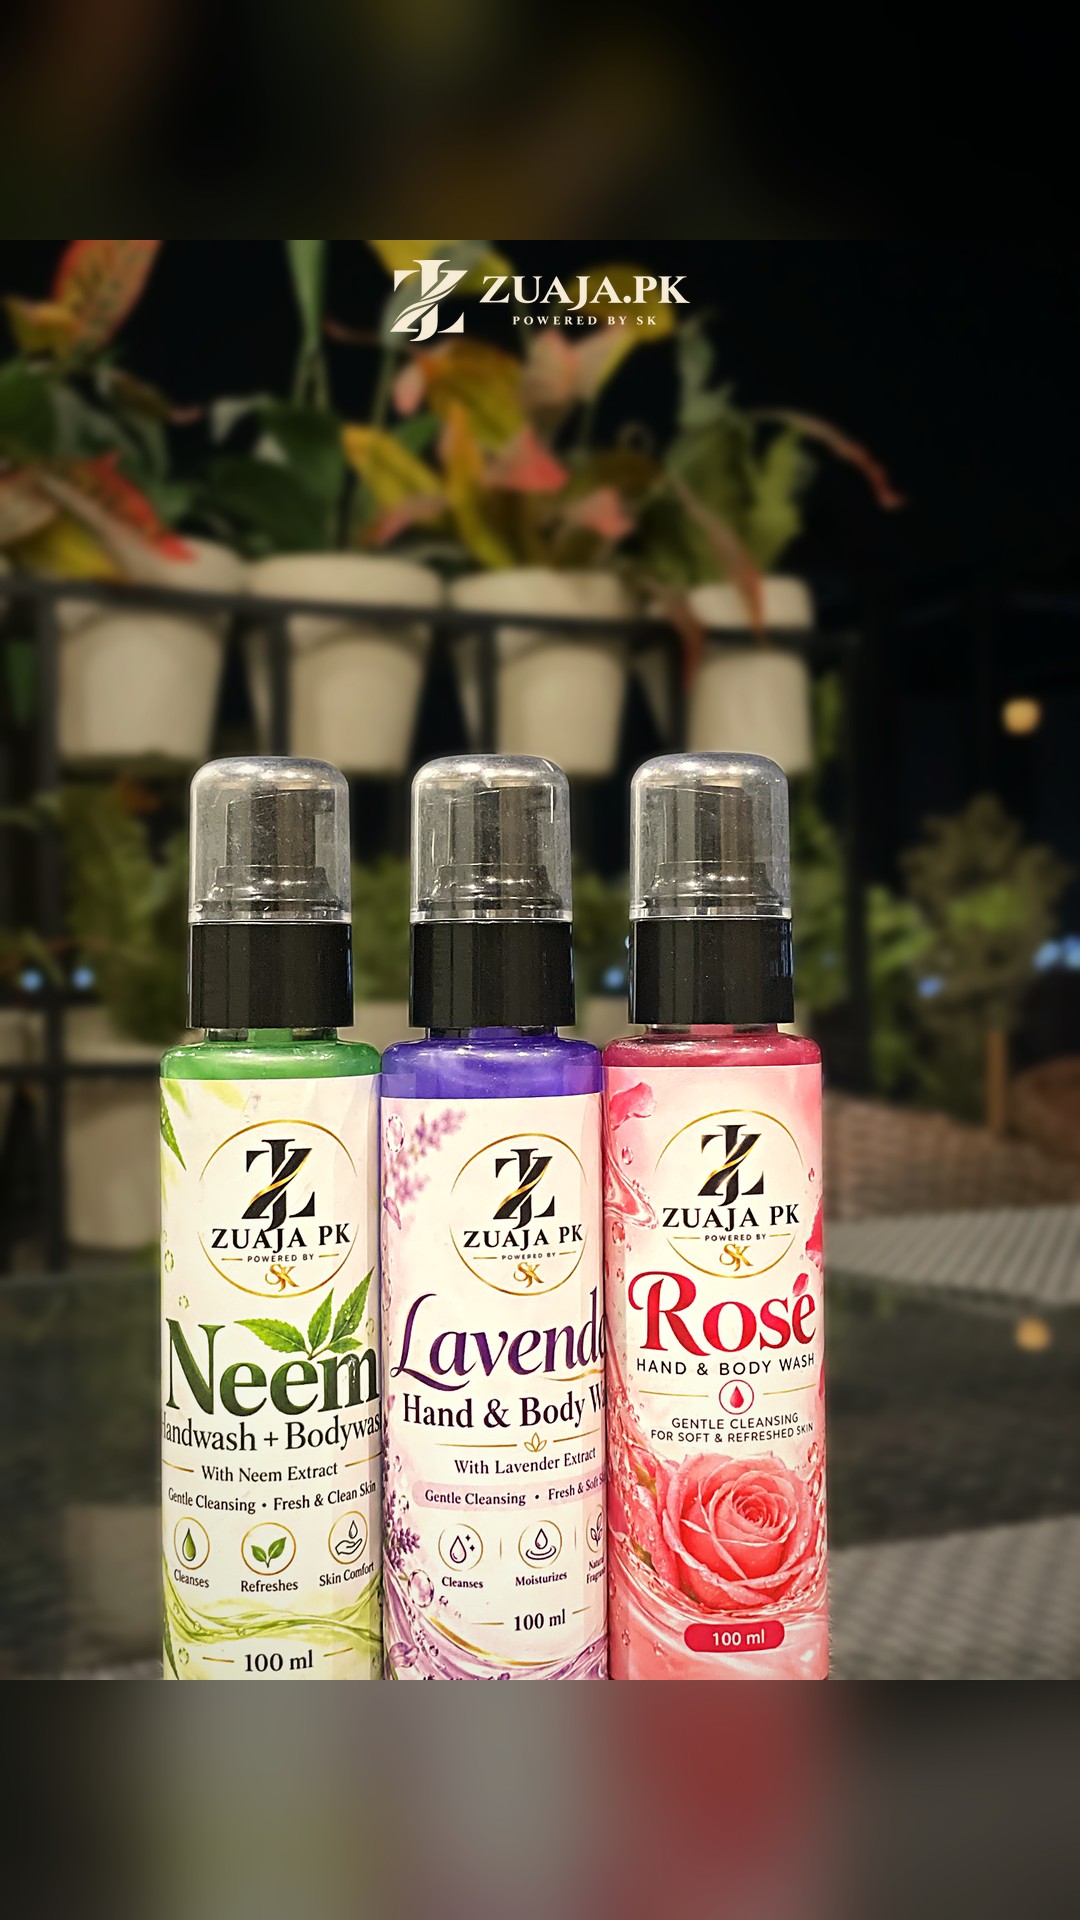 ZUAJA.PK
POWERED BY SK
ZUAJA PK
POWERED BY
SK
Neem
Handwash + Bodywash
With Neem Extract
Gentle Cleansing • Fresh & Clean Skin
Cleanses
Refreshes
Skin Comfort
100 ml
ZUAJA PK
POWERED BY
SK
Lavende
Hand & Body W
With Lavender Extract
Gentle Cleansing • Fresh & Soft
Cleanses
Moisturizes
Natural
100 ml
ZUAJA PK
POWERED BY
SK
Rose
HAND & BODY WASH
GENTLE CLEANSING
FOR SOFT & REFRESHED SKIN
100 ml